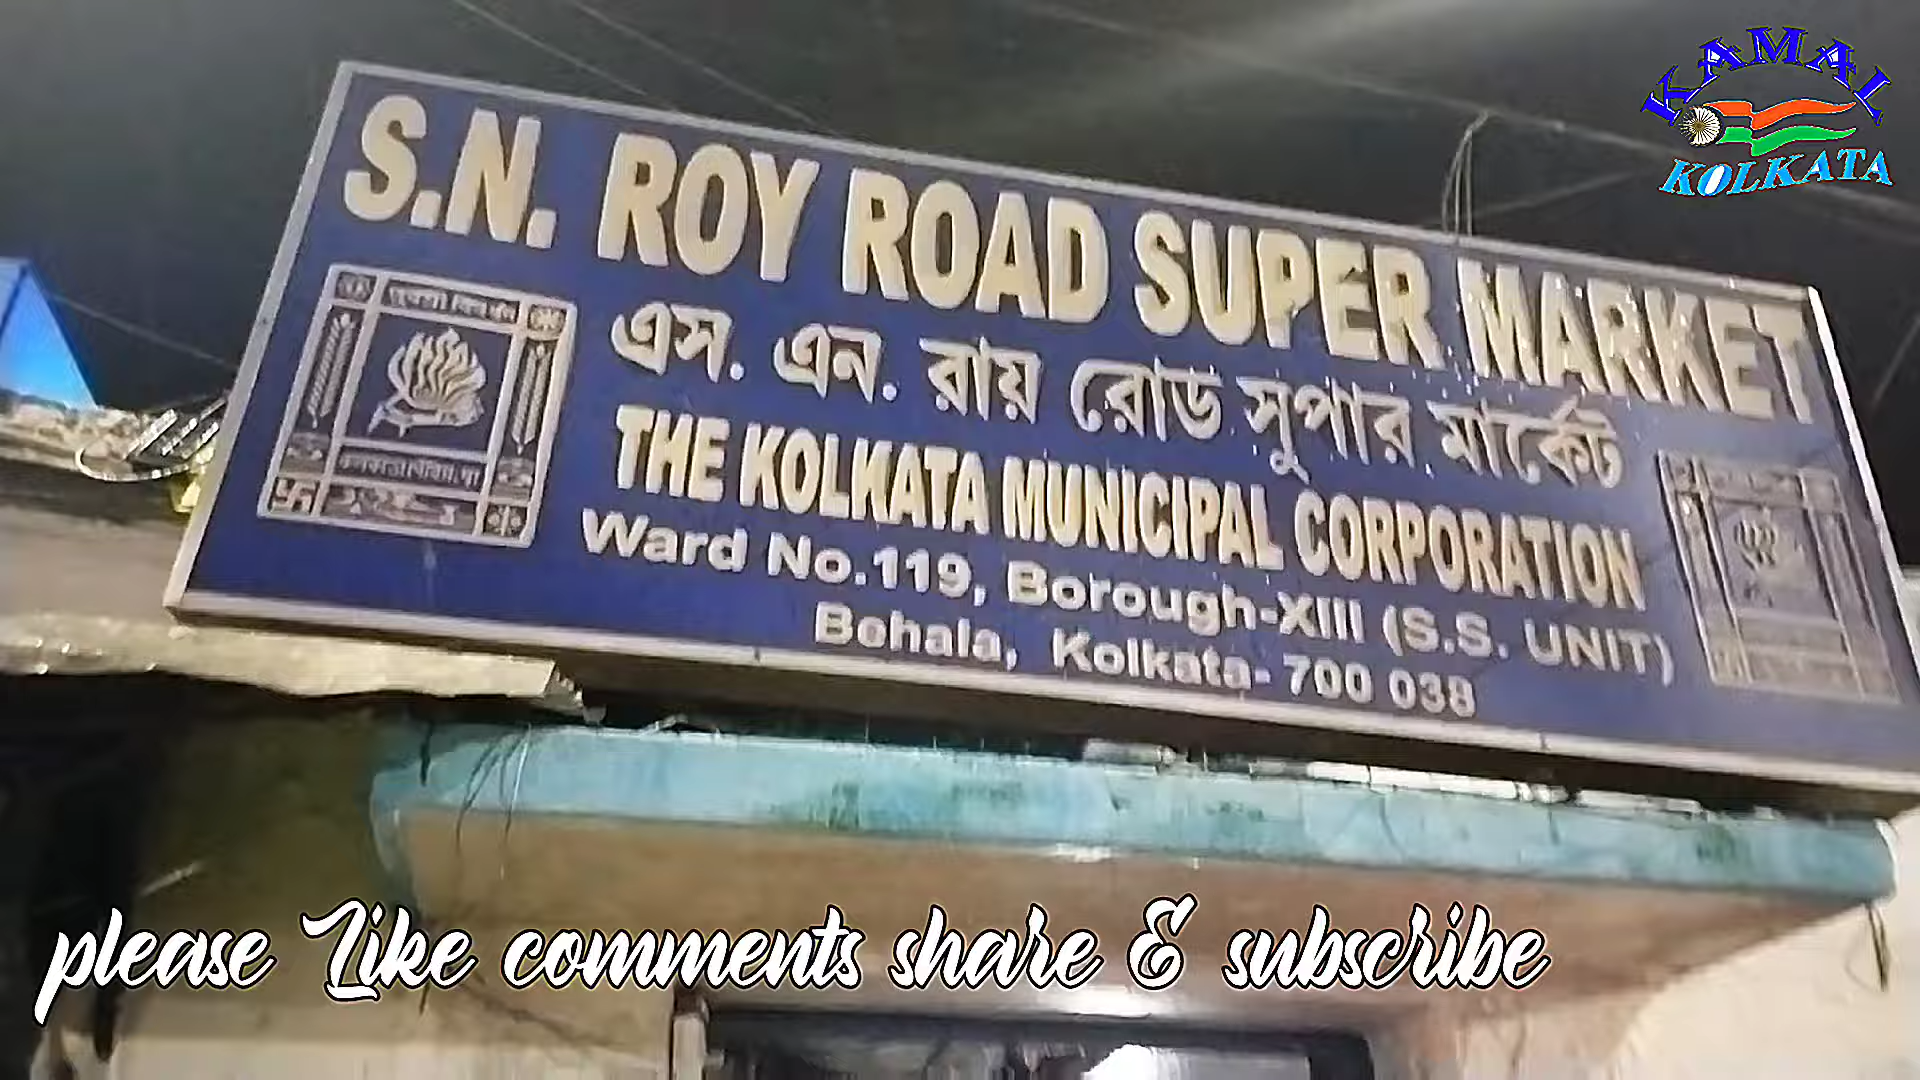 KAMAL
KOLKATA
S.N. ROY ROAD SUPER MARKET
এস. এন. রায় রোড সুপার মার্কেট
THE KOLKATA MUNICIPAL CORPORATION
Ward No.119, Borough-XIII (S.S. UNIT)
Behala, Kolkata- 700 038
please Like comments share & subscribe